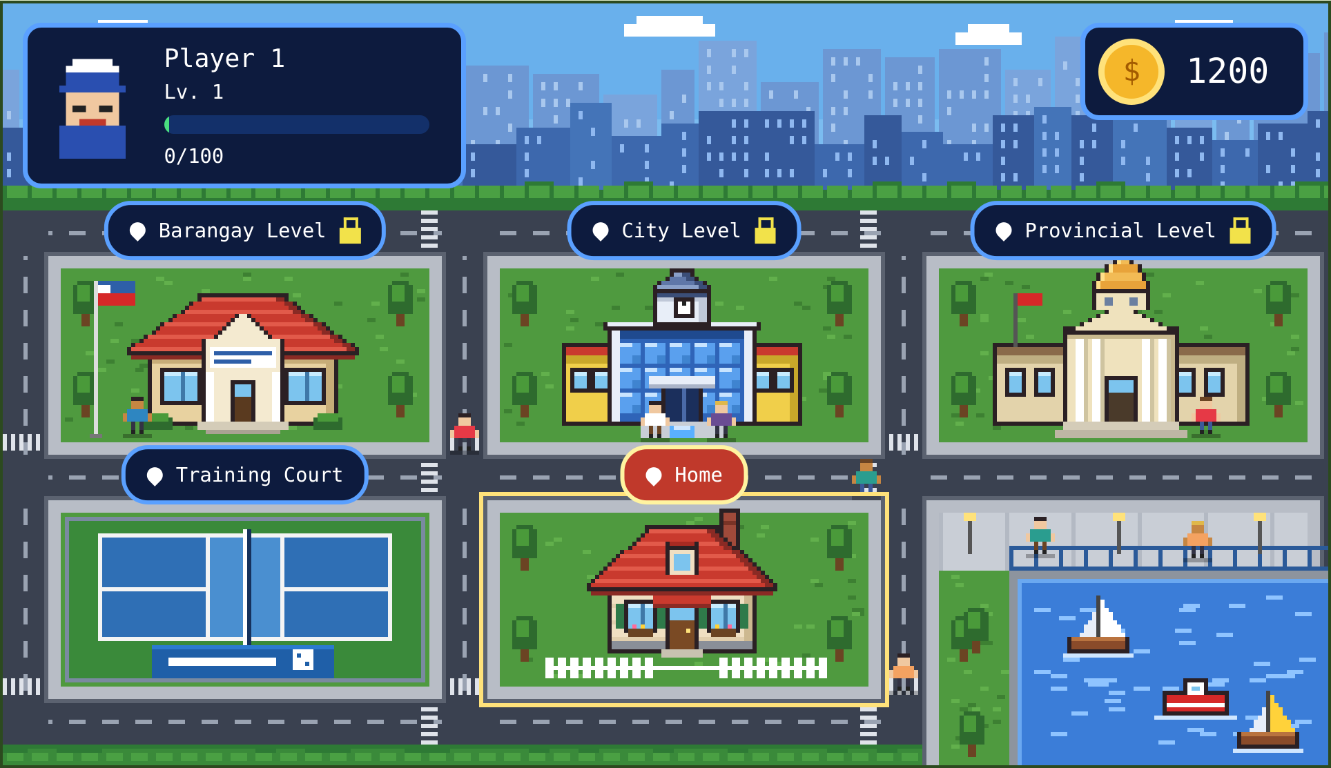 Player 1
Lv. 1
0/100
$ 1200
Barangay Level
City Level
Provincial Level
Training Court
Home